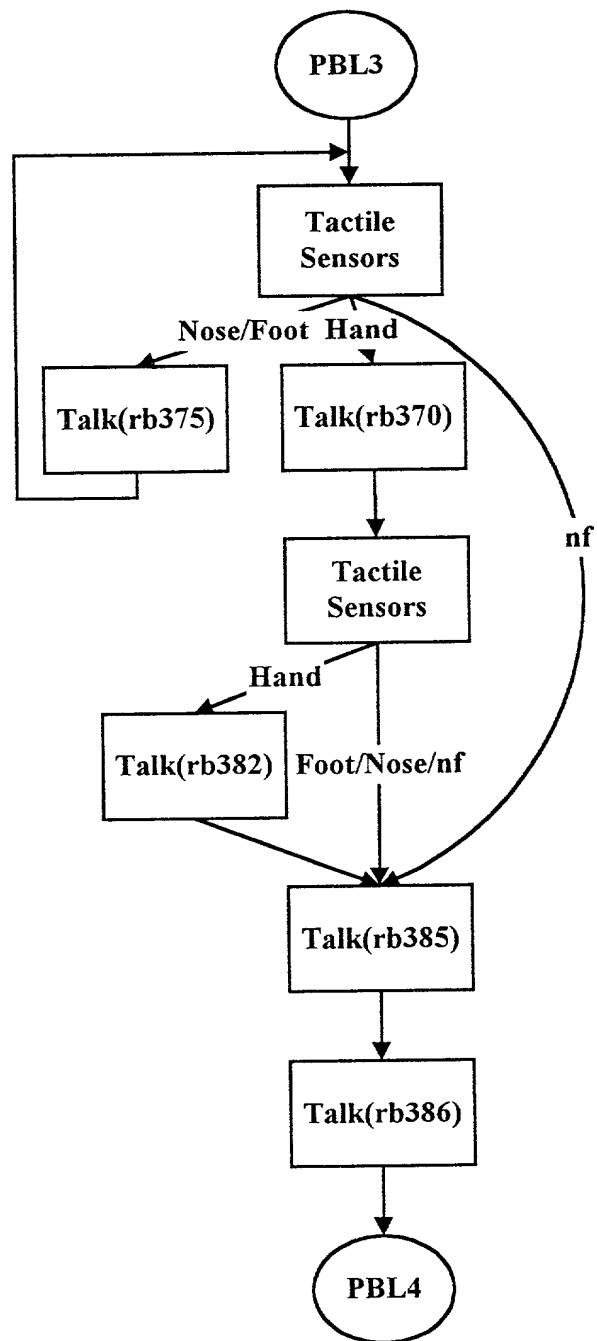 PBL3
Tactile
Sensors
Nose/Foot Hand
Talk(rb375)
Talk(rb370)
nf
Tactile
Sensors
Hand
Talk(rb382)
Foot/Nose/nf
Talk(rb385)
Talk(rb386)
PBL4